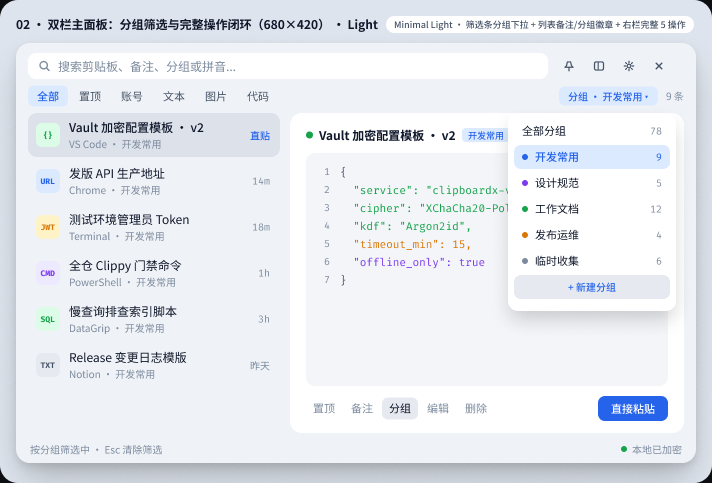 02 • 双栏主面板：分组筛选与完整操作闭环（680×420） • Light
Minimal Light • 筛选条分组下拉 + 列表备注/分组徽章 + 右栏完整 5 操作
搜索剪贴板、备注、分组或拼音...
全部 置顶 账号 文本 图片 代码
分组 • 开发常用 •
9 条
{} Vault 加密配置模板 • v2
VS Code • 开发常用
直贴
URL 发版 API 生产地址
Chrome • 开发常用
14m
JWT 测试环境管理员 Token
Terminal • 开发常用
18m
CMD 全仓 Clippy 门禁命令
PowerShell • 开发常用
1h
SQL 慢查询排查索引脚本
DataGrip • 开发常用
3h
TXT Release 变更日志模版
Notion • 开发常用
昨天
Vault 加密配置模板 • v2 开发常用
1 {
2 "service": "clipboardx-v
3 "cipher": "XChaCha20-Pol
4 "kdf": "Argon2id",
5 "timeout_min": 15,
6 "offline_only": true
7 }
全部分组 78
开发常用 9
设计规范 5
工作文档 12
发布运维 4
临时收集 6
+ 新建分组
置顶 备注 分组 编辑 删除
直接粘贴
按分组筛选中 • Esc 清除筛选
本地已加密